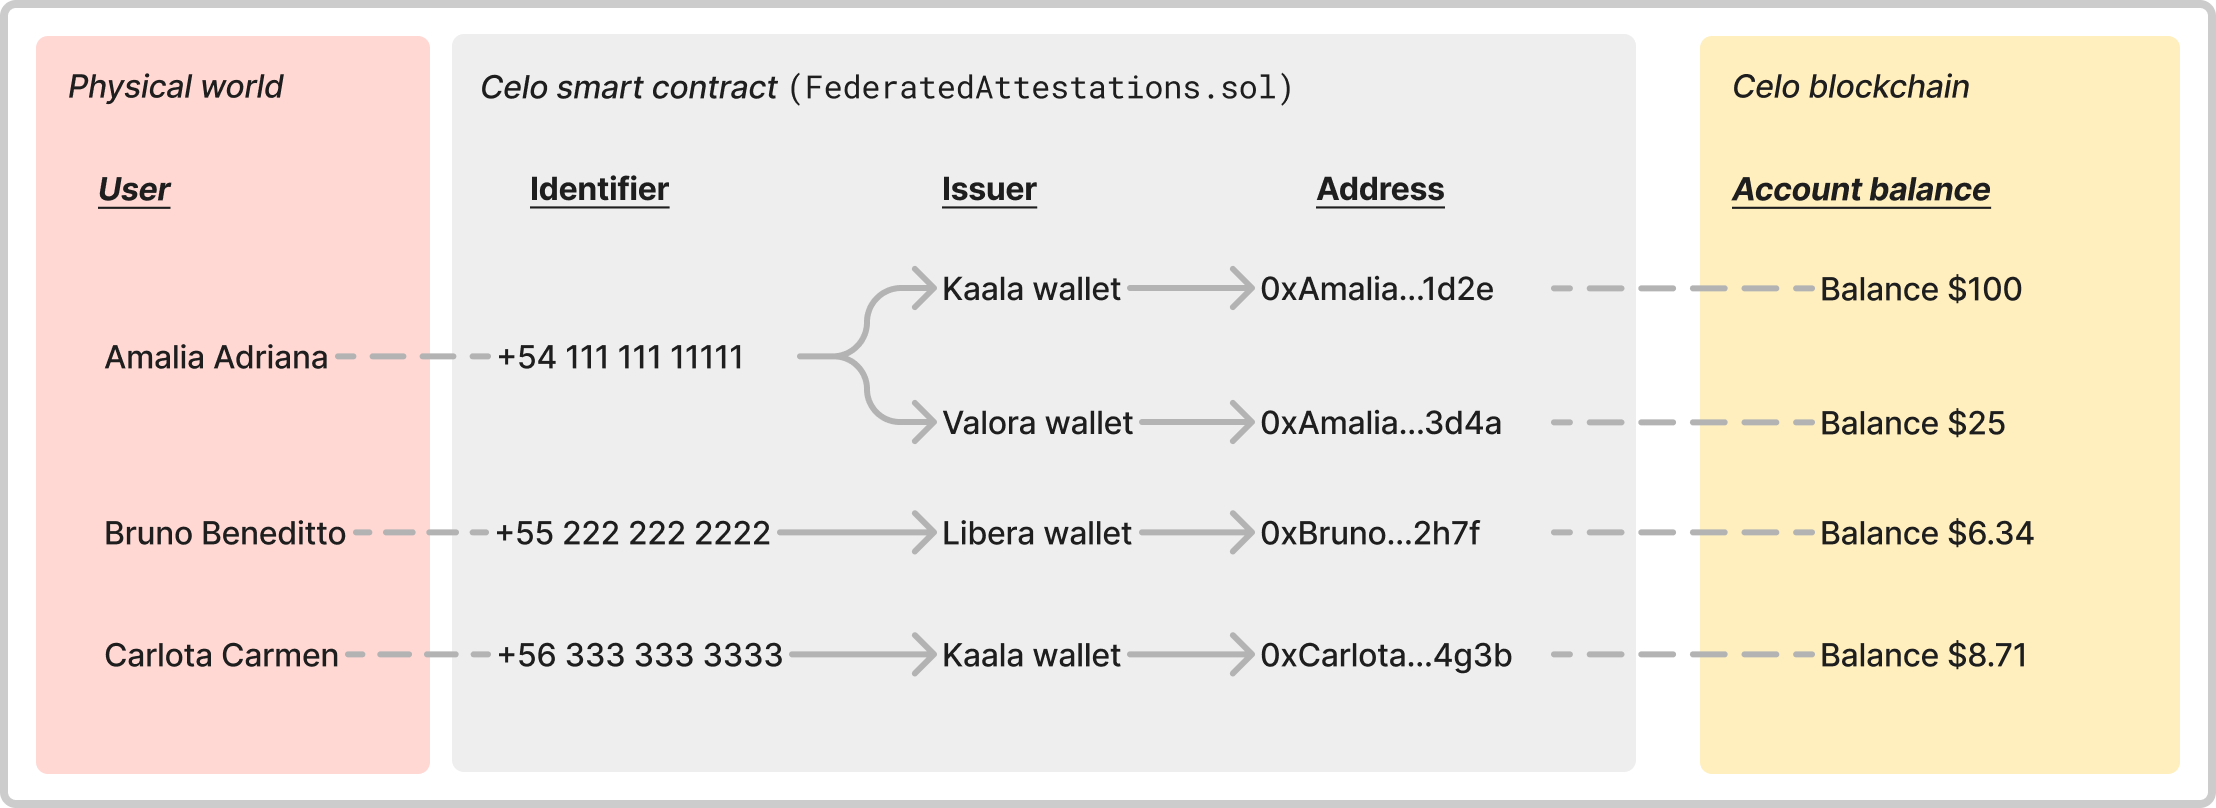 Physical world
Celo smart contract (FederatedAttestations.sol)
Celo blockchain
User
Identifier
Issuer
Address
Account balance
Kaala wallet
0xAmalia...1d2e
Balance $100
Amalia Adriana
+54 111 111 11111
Valora wallet
0xAmalia...3d4a
Balance $25
Bruno Beneditto
+55 222 222 2222
Libera wallet
0xBruno...2h7f
Balance $6.34
Carlota Carmen
+56 333 333 3333
Kaala wallet
0xCarlota...4g3b
Balance $8.71